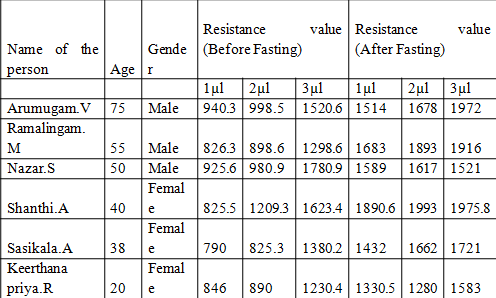 Name of the person Age Gender Resistance value (Before Fasting) Resistance value (After Fasting)
1µl 2µl 3µl 1µl 2µl 3µl
Arumugam.V 75 Male 940.3 998.5 1520.6 1514 1678 1972
Ramalingam. M 55 Male 826.3 898.6 1298.6 1683 1893 1916
Nazar.S 50 Male 925.6 980.9 1780.9 1589 1617 1521
Shanthi.A 40 Female 825.5 1209.3 1623.4 1890.6 1993 1975.8
Sasikala.A 38 Female 790 825.3 1380.2 1432 1662 1721
Keerthana priya.R 20 Female 846 890 1230.4 1330.5 1280 1583